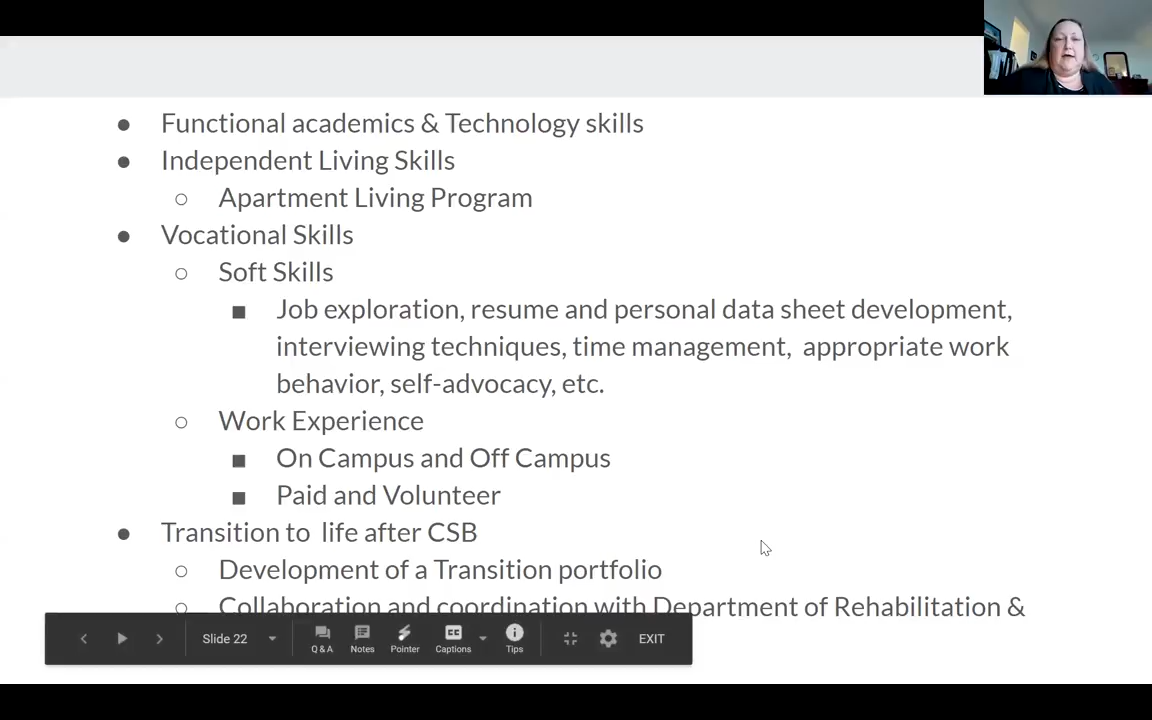 ● Functional academics & Technology skills
● Independent Living Skills
○ Apartment Living Program
● Vocational Skills
○ Soft Skills
■ Job exploration, resume and personal data sheet development,
interviewing techniques, time management,  appropriate work
behavior, self-advocacy, etc.
○ Work Experience
■ On Campus and Off Campus
■ Paid and Volunteer
● Transition to  life after CSB
○ Development of a Transition portfolio
○ Collaboration and coordination with Department of Rehabilitation &
Slide 22
Q & A
Notes
Pointer
CC
Captions
Tips
EXIT